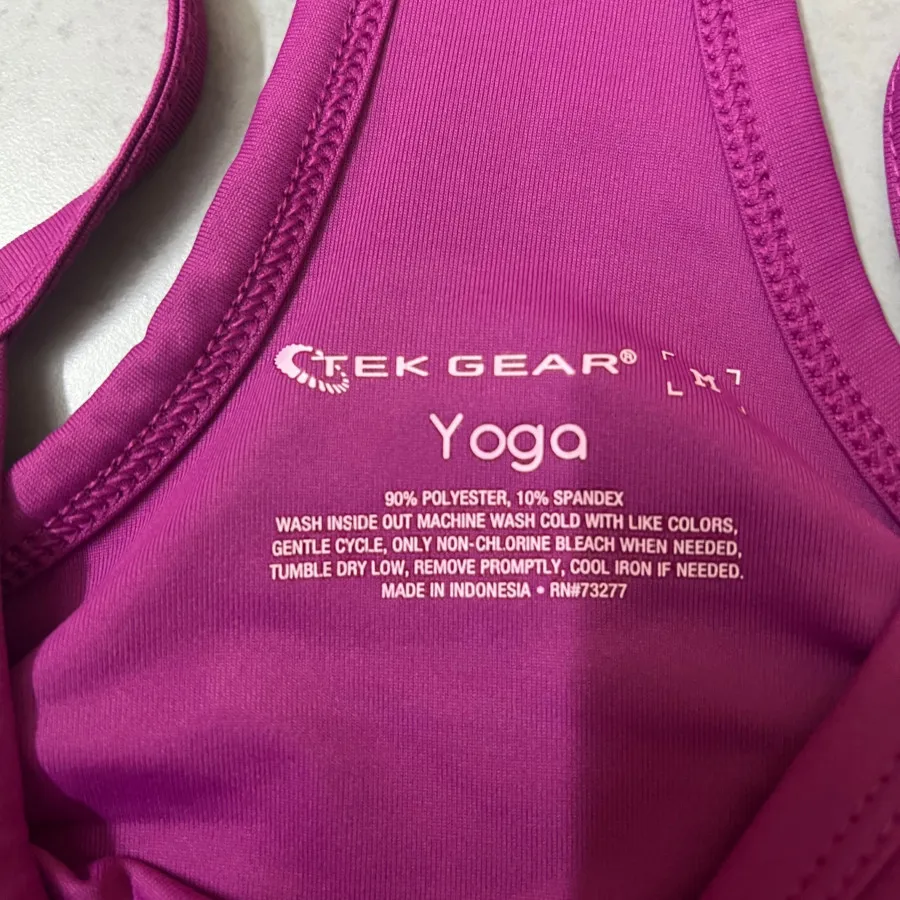 TEK GEAR® M
Yoga
90% POLYESTER, 10% SPANDEX
WASH INSIDE OUT MACHINE WASH COLD WITH LIKE COLORS,
GENTLE CYCLE, ONLY NON-CHLORINE BLEACH WHEN NEEDED,
TUMBLE DRY LOW, REMOVE PROMPTLY, COOL IRON IF NEEDED.
MADE IN INDONESIA • RN#73277